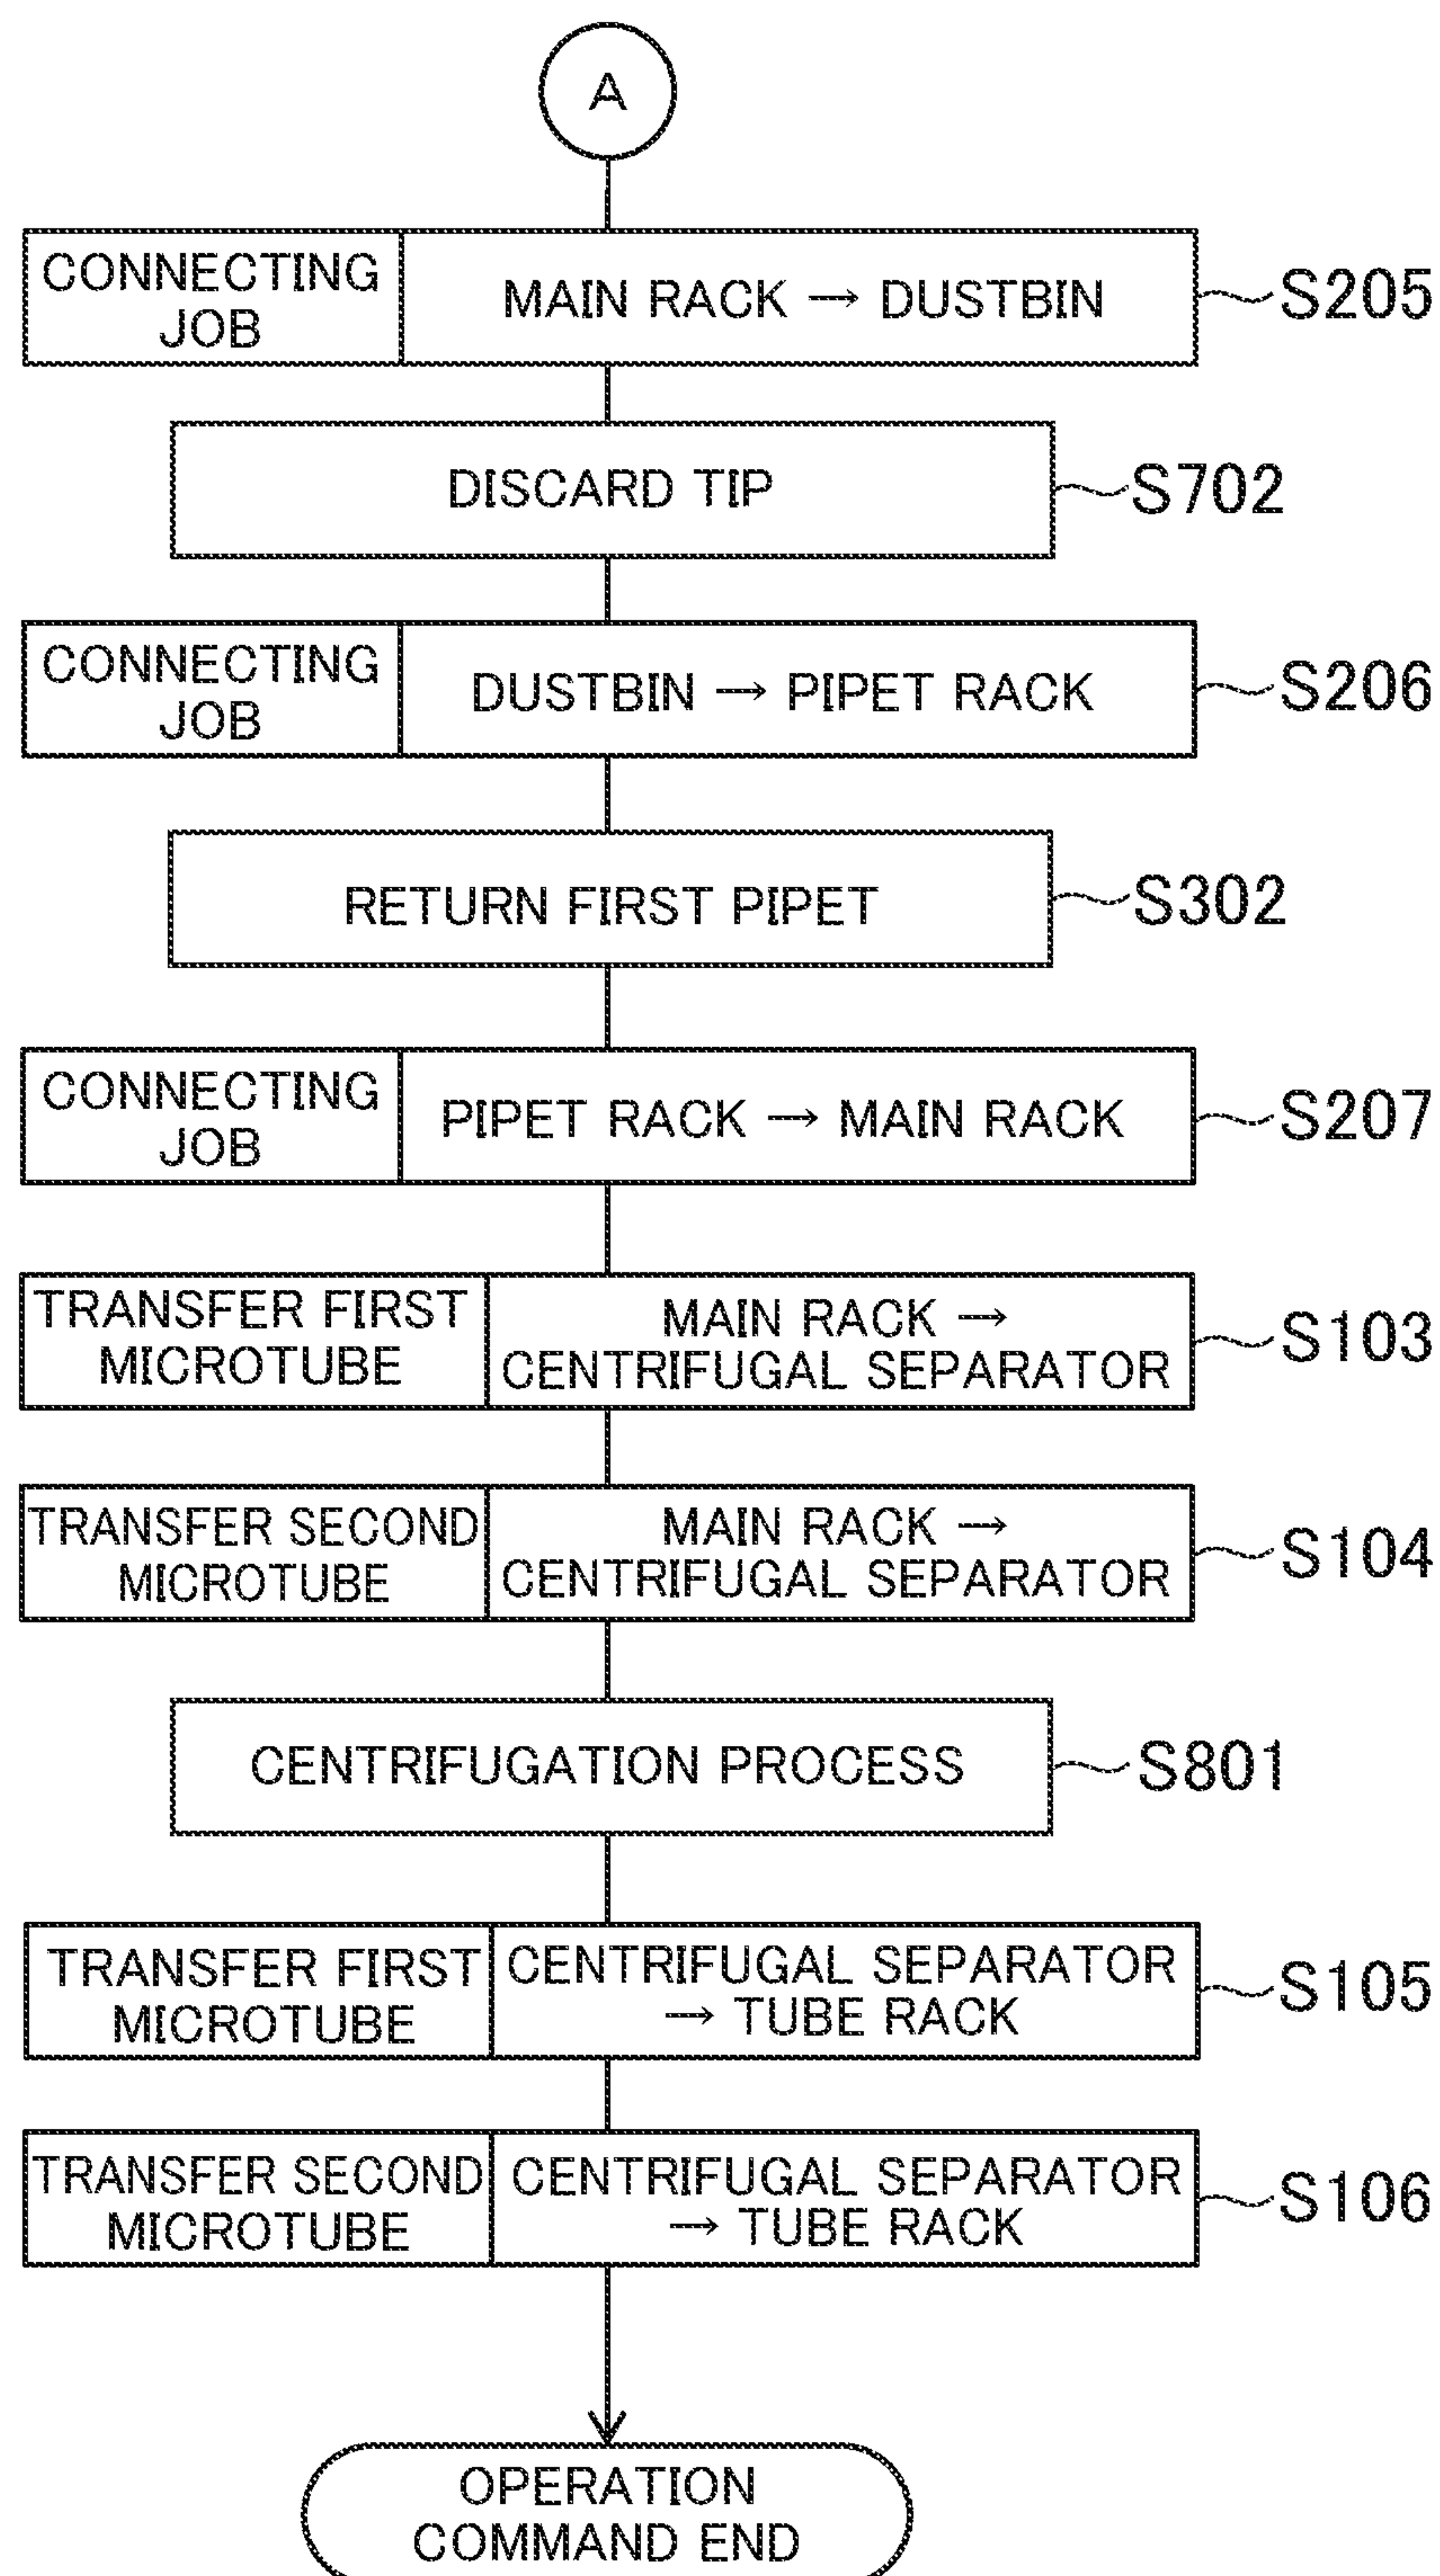 A
CONNECTING
JOB
MAIN RACK → DUSTBIN
S205
DISCARD TIP
S702
CONNECTING
JOB
DUSTBIN → PIPET RACK
S206
RETURN FIRST PIPET
S302
CONNECTING
JOB
PIPET RACK → MAIN RACK
S207
TRANSFER FIRST
MICROTUBE
MAIN RACK →
CENTRIFUGAL SEPARATOR
S103
TRANSFER SECOND
MICROTUBE
MAIN RACK →
CENTRIFUGAL SEPARATOR
S104
CENTRIFUGATION PROCESS
S801
TRANSFER FIRST
MICROTUBE
CENTRIFUGAL SEPARATOR
→ TUBE RACK
S105
TRANSFER SECOND
MICROTUBE
CENTRIFUGAL SEPARATOR
→ TUBE RACK
S106
OPERATION
COMMAND END